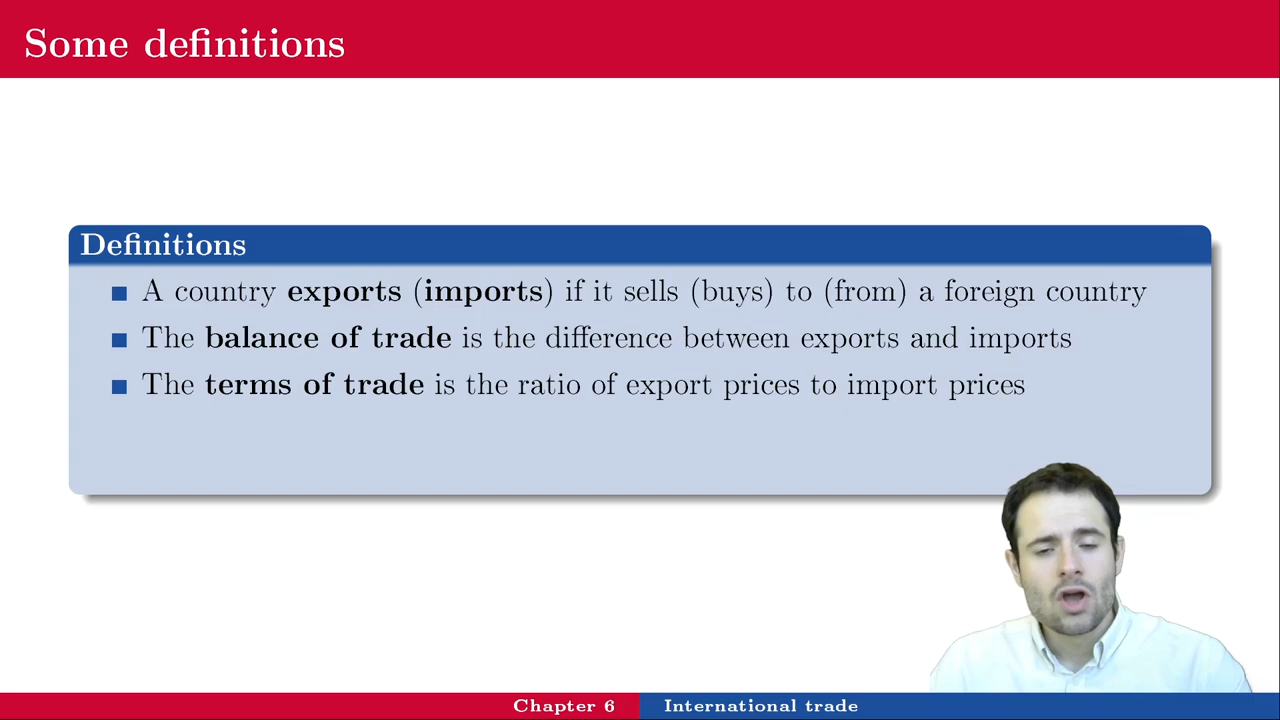 Some definitions
Definitions
A country exports (imports) if it sells (buys) to (from) a foreign country
The balance of trade is the difference between exports and imports
The terms of trade is the ratio of export prices to import prices
Chapter 6
International trade